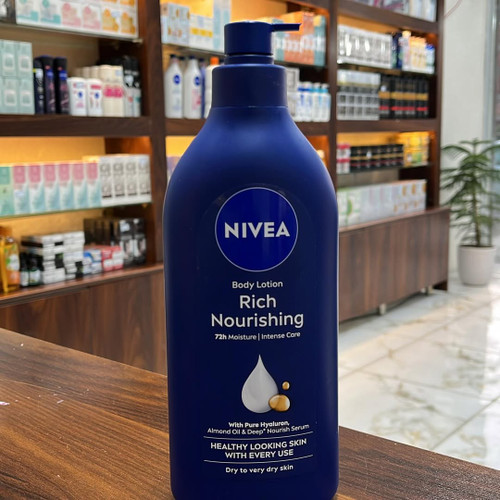 NIVEA
Body Lotion
Rich
Nourishing
72h Moisture | Intense Care
With Pure Hyaluron,
Almond Oil & Deep* Nourish Serum
HEALTHY LOOKING SKIN
WITH EVERY USE
Dry to very dry skin